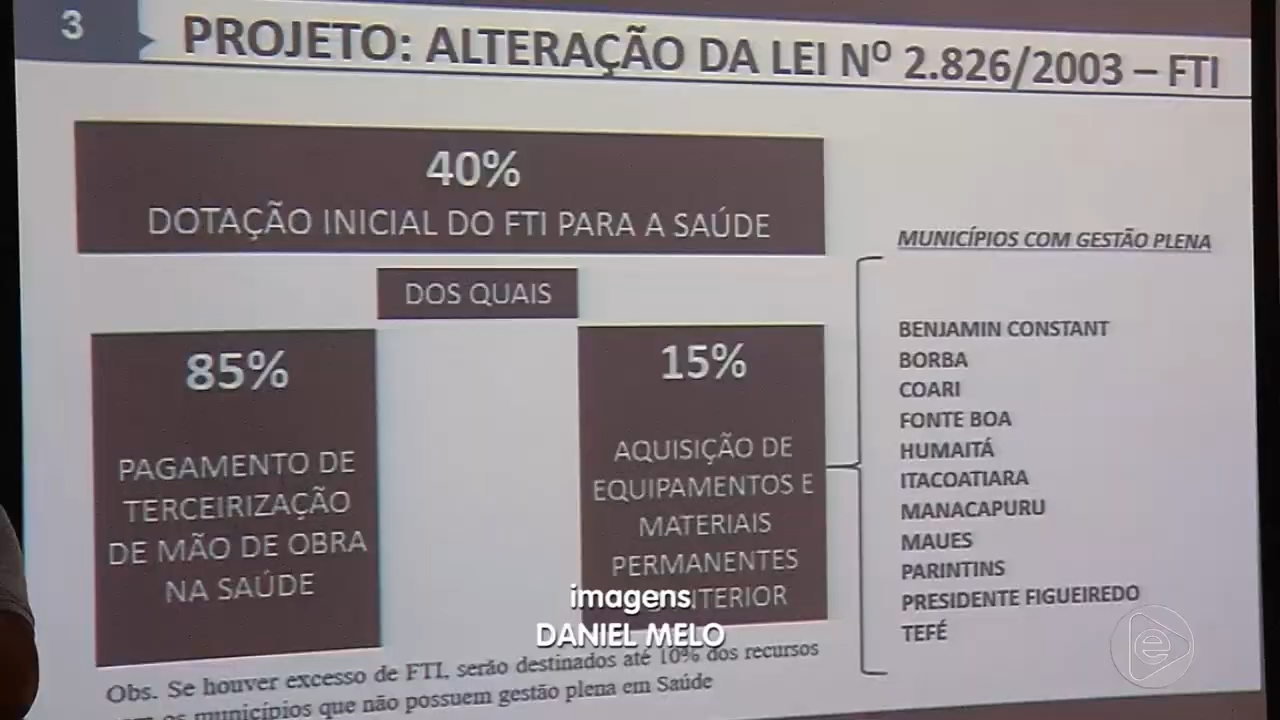 3
PROJETO: ALTERAÇÃO DA LEI Nº 2.826/2003 – FTI
40%
DOTAÇÃO INICIAL DO FTI PARA A SAÚDE
DOS QUAIS
85%
PAGAMENTO DE
TERCEIRIZAÇÃO
DE MÃO DE OBRA
NA SAÚDE
15%
AQUISIÇÃO DE
EQUIPAMENTOS E
MATERIAIS
PERMANENTES
MUNICÍPIOS COM GESTÃO PLENA
BENJAMIN CONSTANT
BORBA
COARI
FONTE BOA
HUMAITÁ
ITACOATIARA
MANACAPURU
MAUES
PARINTINS
PRESIDENTE FIGUEIREDO
TEFÉ
Obs. Se houver excesso de FTI, serão destinados até 10% dos recursos
os municípios que não possuem gestão plena em Saúde
imagens
DANIEL MELO
e